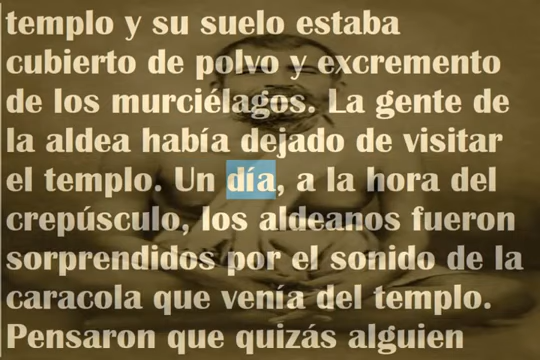 templo y su suelo estaba
cubierto de polvo y excremento
de los murciélagos. La gente de
la aldea había dejado de visitar
el templo. Un día, a la hora del
crepúsculo, los aldeanos fueron
sorprendidos por el sonido de la
caracola que venía del templo.
Pensaron que quizás alguien